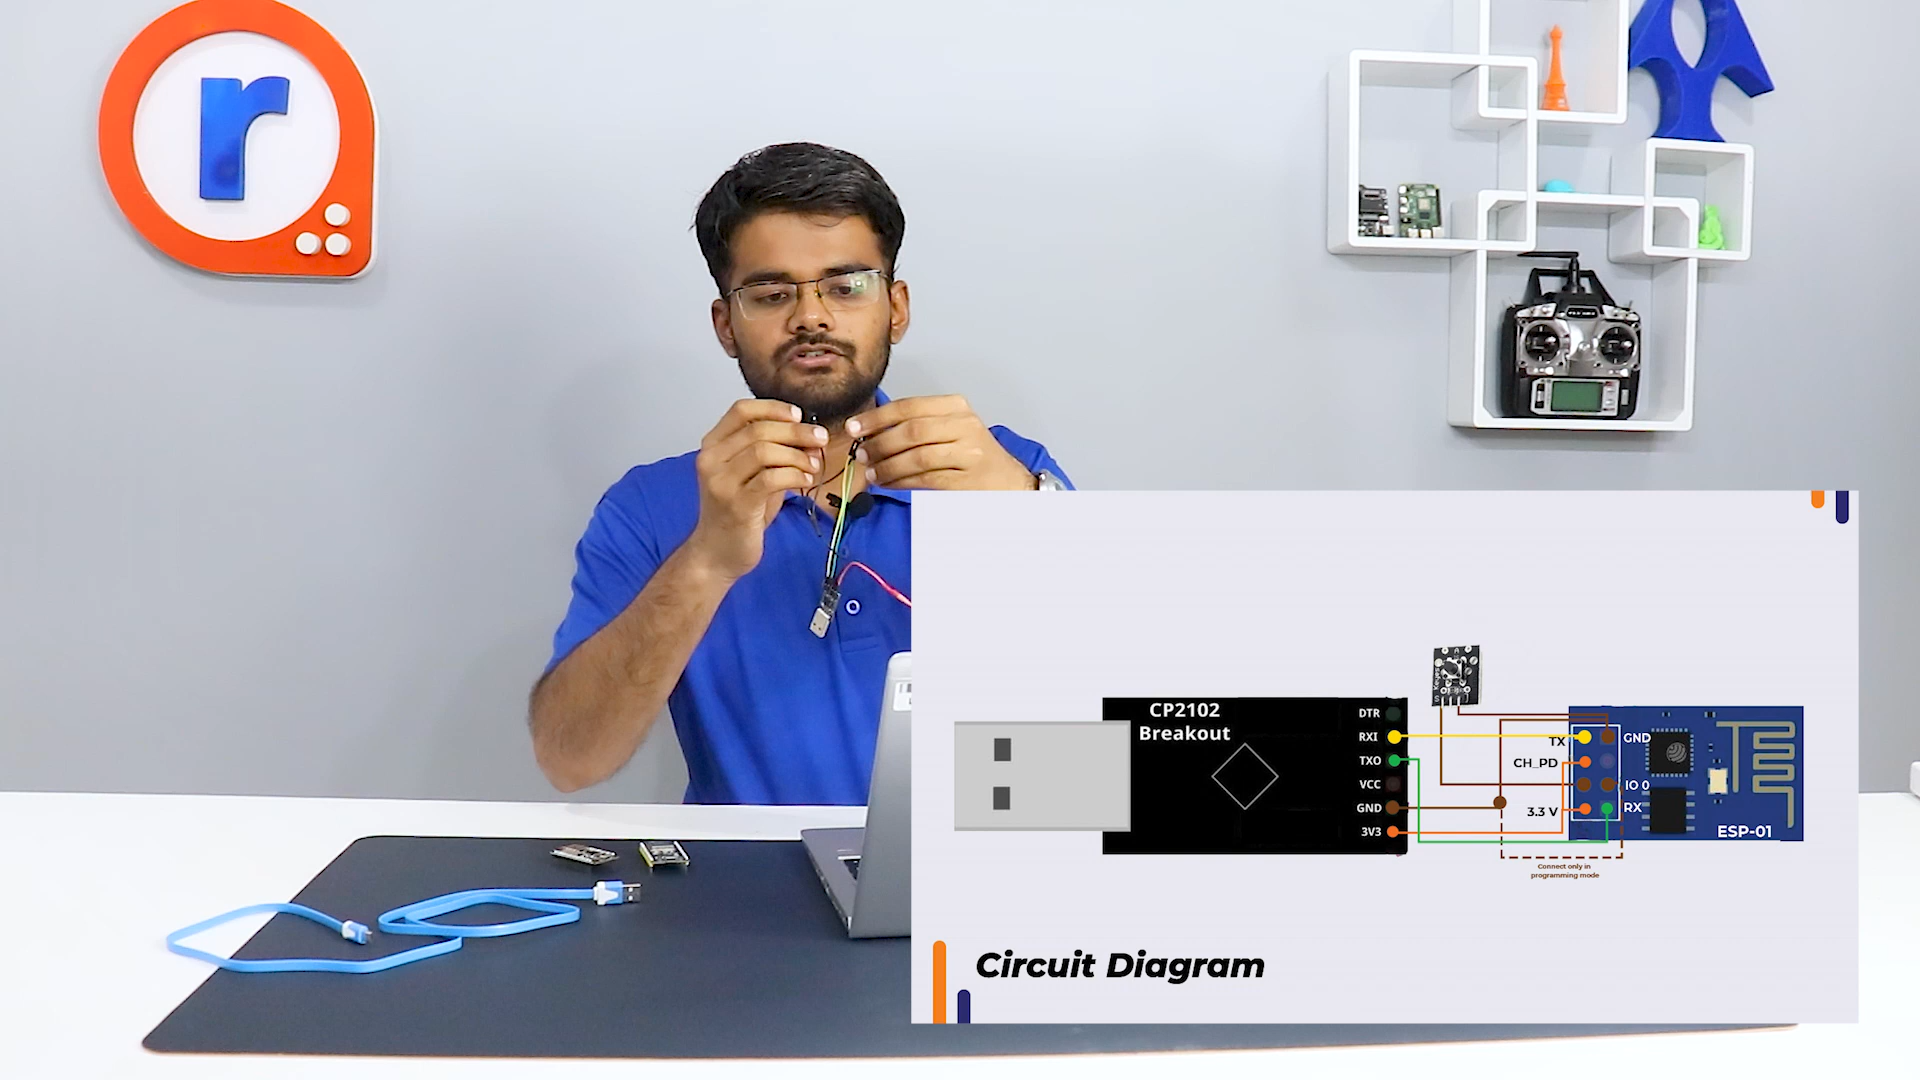 r
CP2102
Breakout
DTR
RXI
TXO
VCC
GND
3V3
TX
CH_PD
3.3 V
GND
IO 0
RX
ESP-01
Connect only in
programming mode
Circuit Diagram